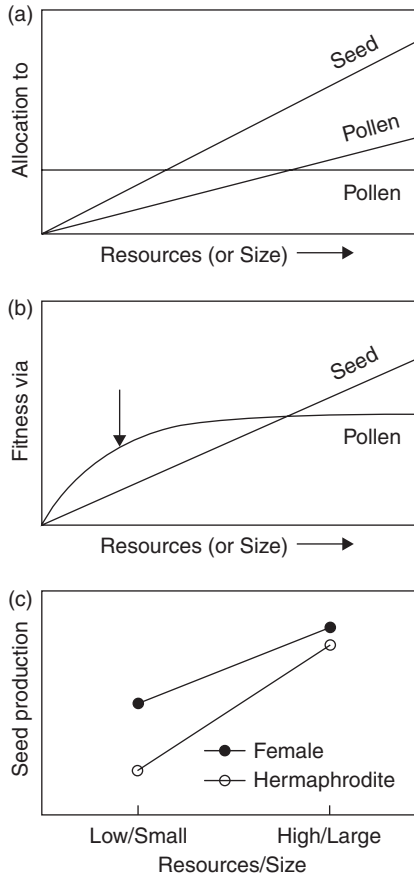 (a)
Allocation to
Seed
Pollen
Pollen
Resources (or Size)
(b)
Fitness via
Seed
Pollen
Resources (or Size)
(c)
Seed production
Female
Hermaphrodite
Low/Small
High/Large
Resources/Size